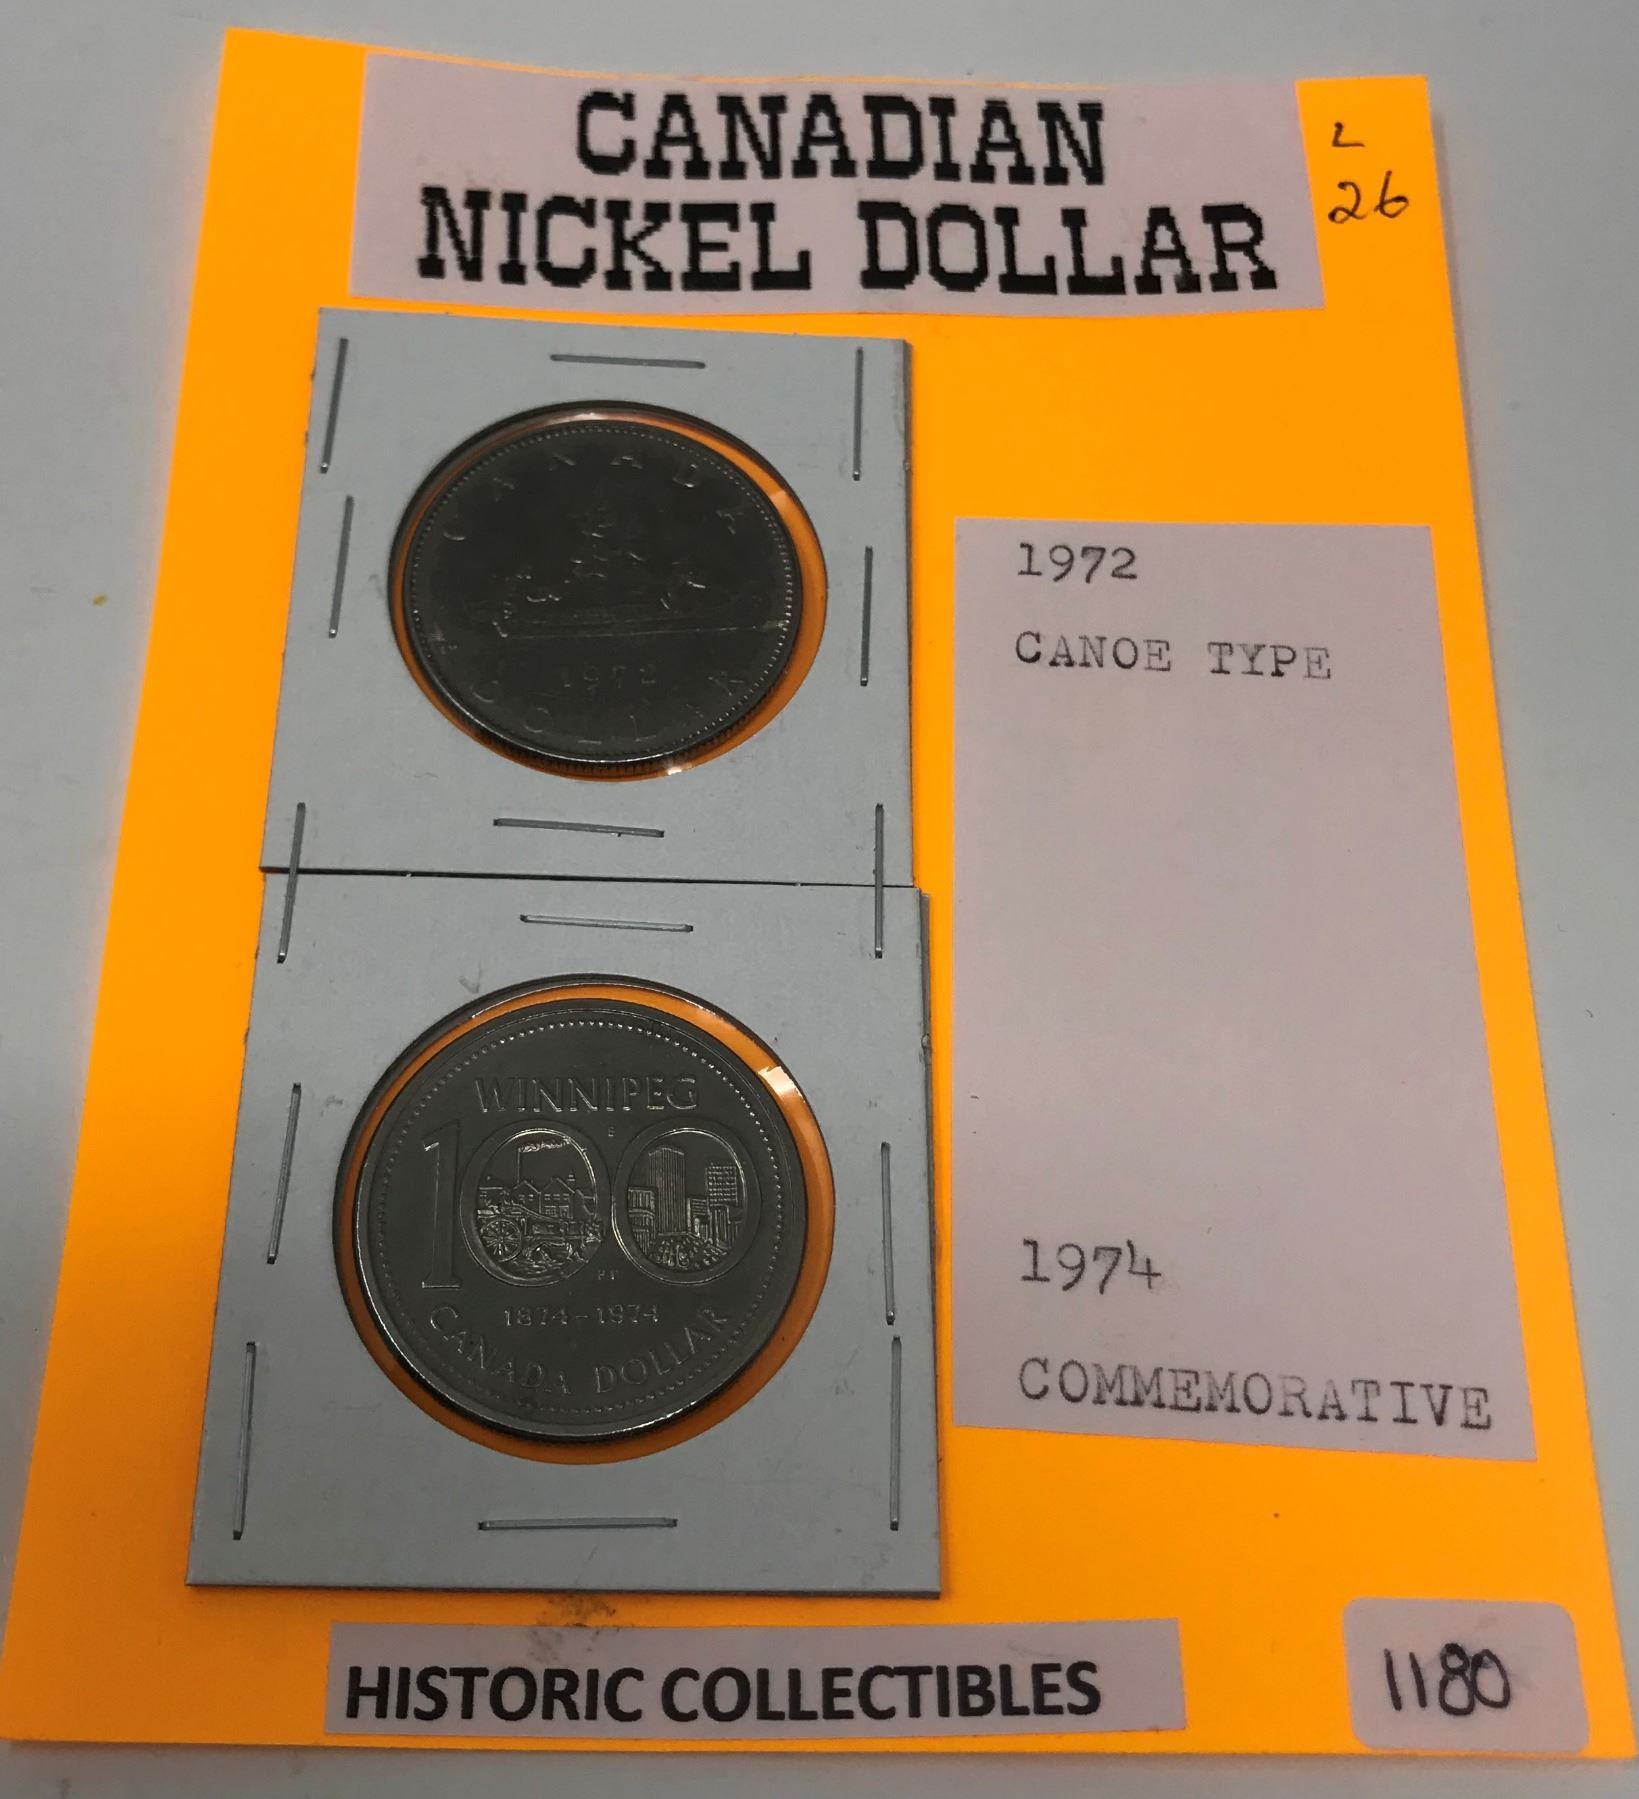 CANADIAN
NICKEL DOLLAR
L
26
CANADA
1972
DOLLAR
1972
CANOE TYPE
WINNIPEG
100
1874-1974
CANADA DOLLAR
1974
COMMEMORATIVE
HISTORIC COLLECTIBLES
1180